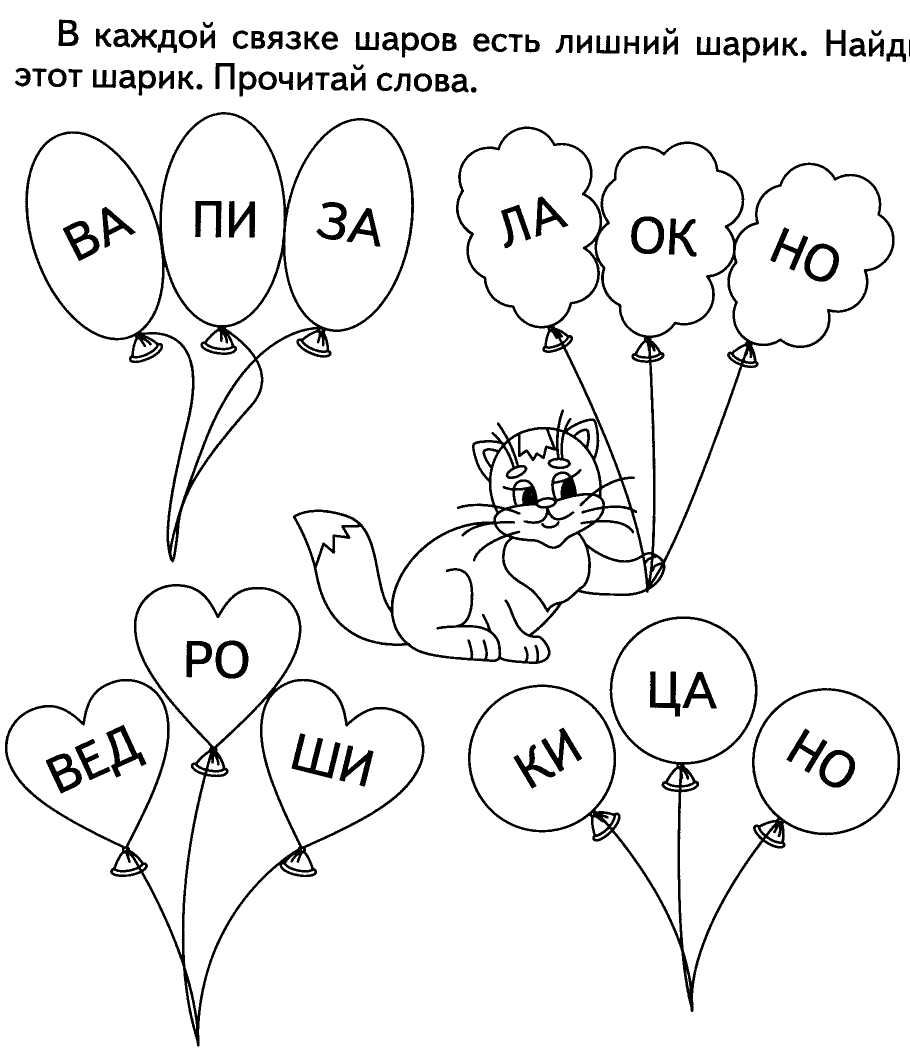 В каждой связке шаров есть лишний шарик. Найди
этот шарик. Прочитай слова.
ВА ПИ ЗА
ЛА ОК НО
РО
ВЕД ШИ
ЦА
КИ НО